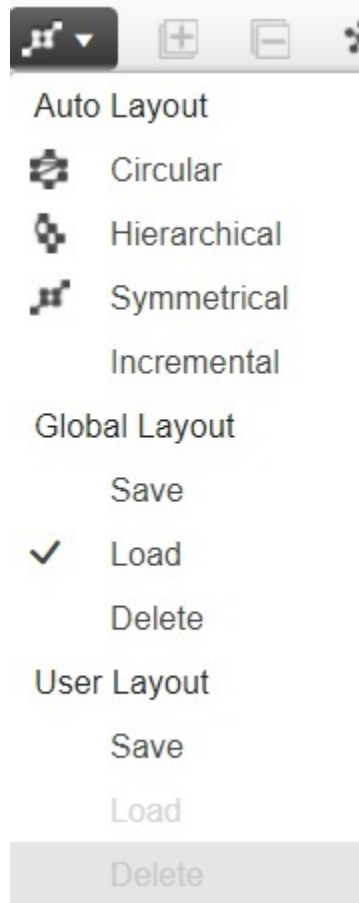 Auto Layout
Circular
Hierarchical
Symmetrical
Incremental
Global Layout
Save
Load
Delete
User Layout
Save
Load
Delete